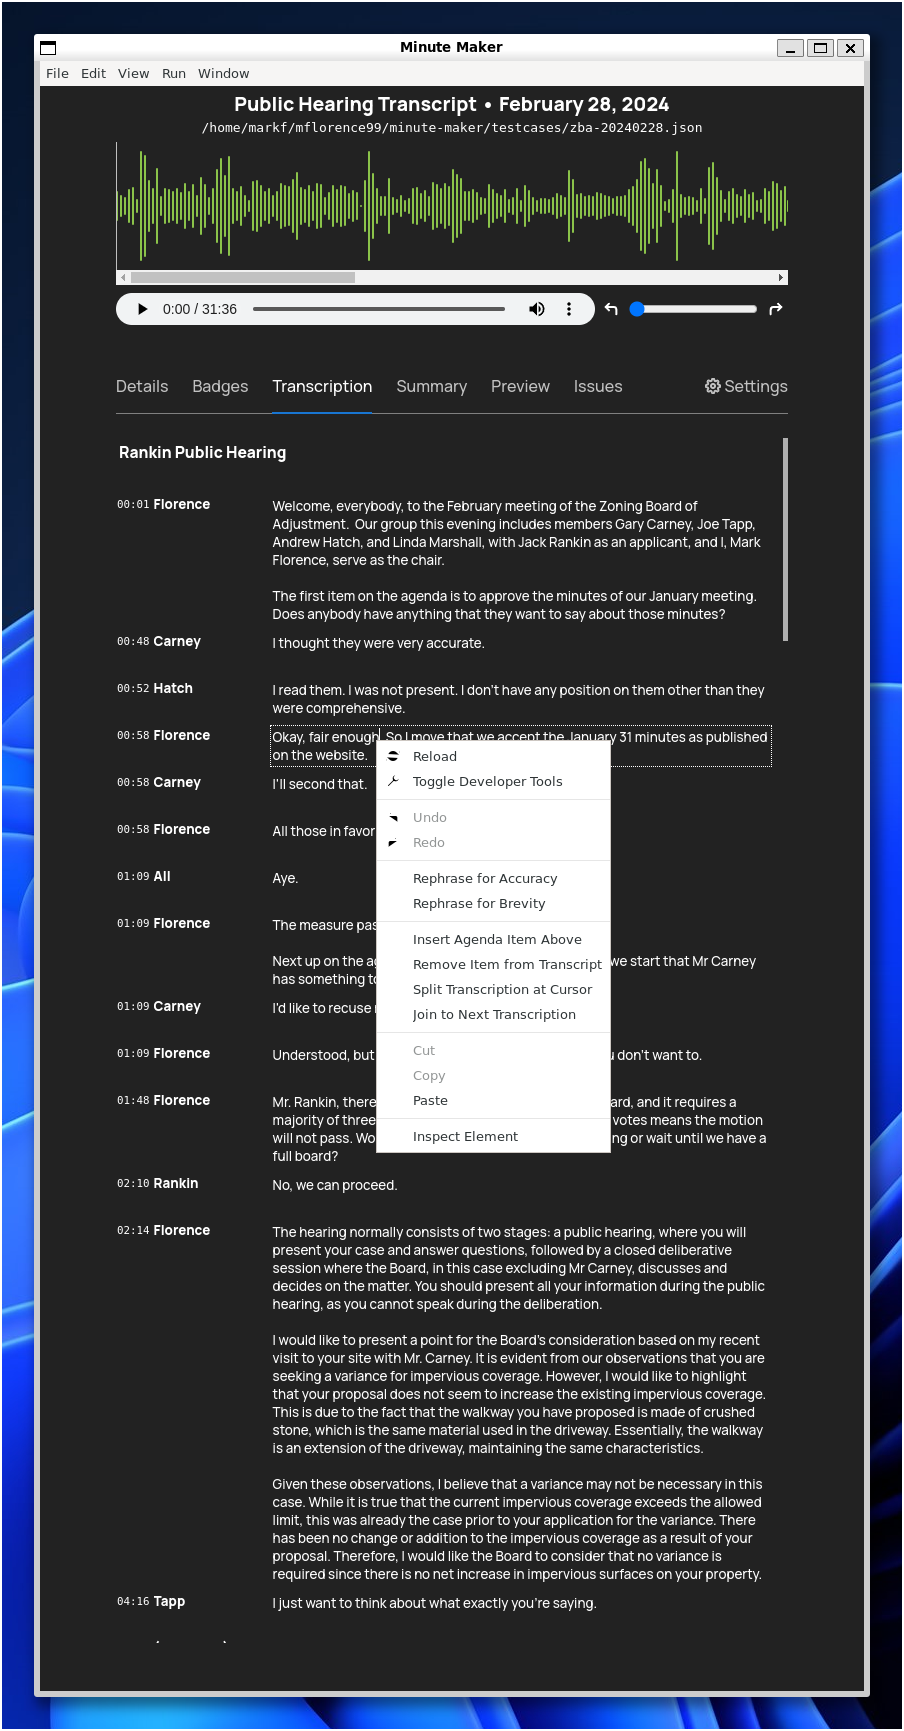 Minute Maker
File Edit View Run Window
Public Hearing Transcript • February 28, 2024
/home/markf/mflorence99/minute-maker/testcases/zba-20240228.json
0:00 / 31:36
Details Badges Transcription Summary Preview Issues Settings
Rankin Public Hearing
00:01 Florence Welcome, everybody, to the February meeting of the Zoning Board of
Adjustment. Our group this evening includes members Gary Carney, Joe Tapp,
Andrew Hatch, and Linda Marshall, with Jack Rankin as an applicant, and I, Mark
Florence, serve as the chair.
The first item on the agenda is to approve the minutes of our January meeting.
Does anybody have anything that they want to say about those minutes?
00:48 Carney I thought they were very accurate.
00:52 Hatch I read them. I was not present. I don't have any position on them other than they
were comprehensive.
00:58 Florence Okay, fair enough. So I move that we accept the January 31 minutes as published
on the website.
00:58 Carney I'll second that.
00:58 Florence All those in favor
01:09 All Aye.
01:09 Florence The measure
Next up on the we start that Mr Carney
has something
01:09 Carney I'd like to recuse
01:09 Florence Understood, but don't want to.
01:48 Florence Mr. Rankin, there and it requires a
majority of three votes means the motion
will not pass. or wait until we have a
full board?
02:10 Rankin No, we can proceed.
02:14 Florence The hearing normally consists of two stages: a public hearing, where you will
present your case and answer questions, followed by a closed deliberative
session where the Board, in this case excluding Mr Carney, discusses and
decides on the matter. You should present all your information during the public
hearing, as you cannot speak during the deliberation.
I would like to present a point for the Board's consideration based on my recent
visit to your site with Mr. Carney. It is evident from our observations that you are
seeking a variance for impervious coverage. However, I would like to highlight
that your proposal does not seem to increase the existing impervious coverage.
This is due to the fact that the walkway you have proposed is made of crushed
stone, which is the same material used in the driveway. Essentially, the walkway
is an extension of the driveway, maintaining the same characteristics.
Given these observations, I believe that a variance may not be necessary in this
case. While it is true that the current impervious coverage exceeds the allowed
limit, this was already the case prior to your application for the variance. There
has been no change or addition to the impervious coverage as a result of your
proposal. Therefore, I would like the Board to consider that no variance is
required since there is no net increase in impervious surfaces on your property.
04:16 Tapp I just want to think about what exactly you're saying.
Reload
Toggle Developer Tools
Undo
Redo
Rephrase for Accuracy
Rephrase for Brevity
Insert Agenda Item Above
Remove Item from Transcript
Split Transcription at Cursor
Join to Next Transcription
Cut
Copy
Paste
Inspect Element